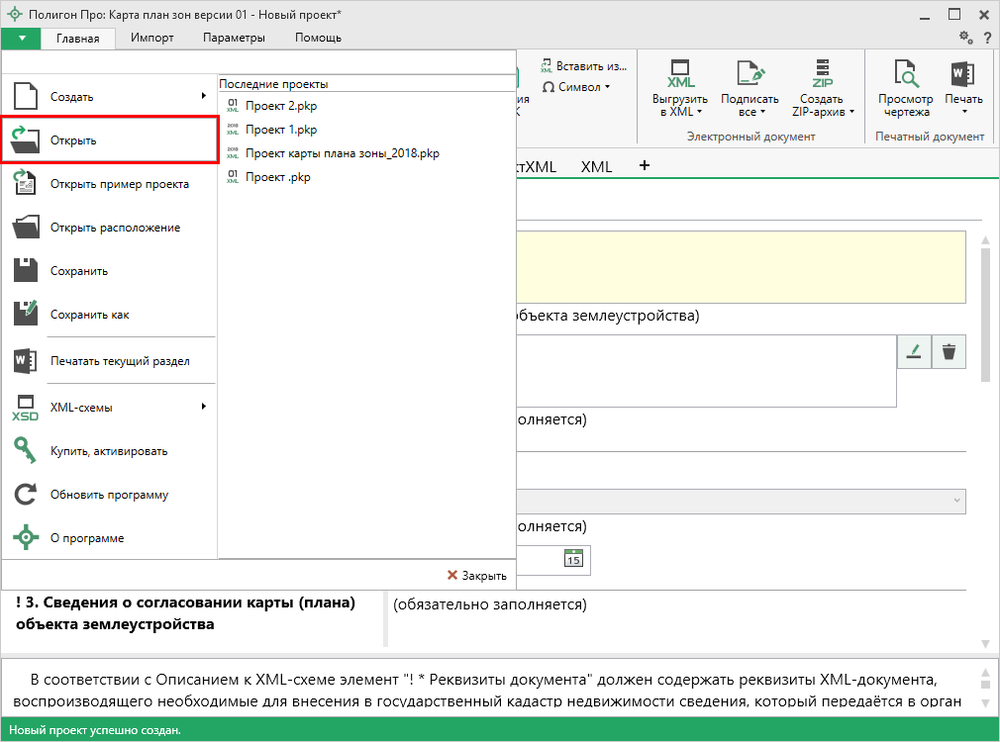 Полигон Про: Карта план зон версии 01 - Новый проект*
Главная Импорт Параметры Помощь
?
Создать
Открыть
Открыть пример проекта
Открыть расположение
Сохранить
Сохранить как
Печатать текущий раздел
XSD XML-схемы
Купить, активировать
Обновить программу
О программе
Последние проекты
01 XML Проект 2.pkp
2018 XML Проект 1.pkp
2018 XML Проект карты плана зоны_2018.pkp
01 XML Проект .pkp
Закрыть
ия
К
XML Вставить из...
Ω Символ
XML
Выгрузить
в XML
Подписать
все
ZIP
Создать
ZIP-архив
Электронный документ
Просмотр
чертежа
W
Печать
Печатный документ
ктXML XML +
объекта землеустройства)
олняется)
олняется)
15
! 3. Сведения о согласовании карты (плана)
объекта землеустройства
(обязательно заполняется)
В соответствии с Описанием к XML-схеме элемент "! * Реквизиты документа" должен содержать реквизиты XML-документа,
воспроизводящего необходимые для внесения в государственный кадастр недвижимости сведения, который передаётся в орган
Новый проект успешно создан.